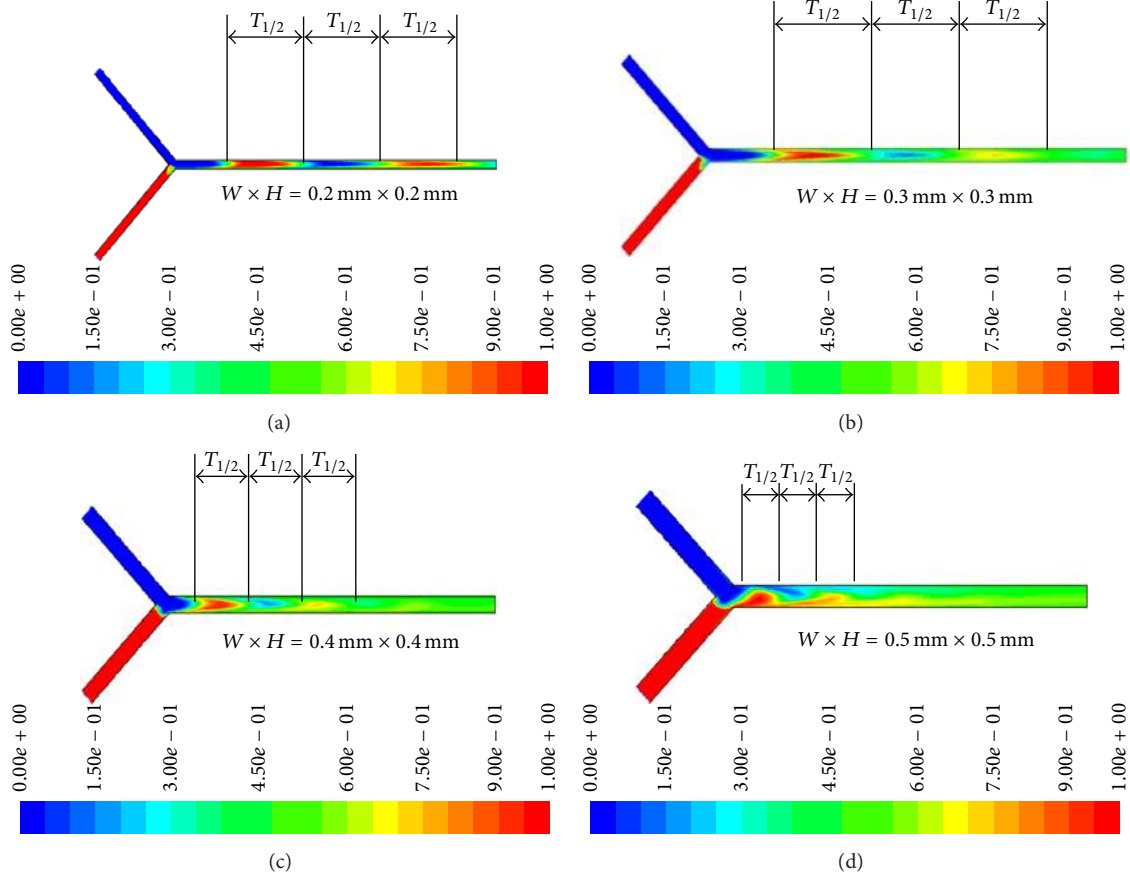 T1/2 T1/2 T1/2
W × H = 0.2 mm × 0.2 mm
0.00e + 00
1.50e − 01
3.00e − 01
4.50e − 01
6.00e − 01
7.50e − 01
9.00e − 01
1.00e + 00
(a)
T1/2 T1/2 T1/2
W × H = 0.3 mm × 0.3 mm
0.00e + 00
1.50e − 01
3.00e − 01
4.50e − 01
6.00e − 01
7.50e − 01
9.00e − 01
1.00e + 00
(b)
T1/2 T1/2 T1/2
W × H = 0.4 mm × 0.4 mm
0.00e + 00
1.50e − 01
3.00e − 01
4.50e − 01
6.00e − 01
7.50e − 01
9.00e − 01
1.00e + 00
(c)
T1/2 T1/2 T1/2
W × H = 0.5 mm × 0.5 mm
0.00e + 00
1.50e − 01
3.00e − 01
4.50e − 01
6.00e − 01
7.50e − 01
9.00e − 01
1.00e + 00
(d)